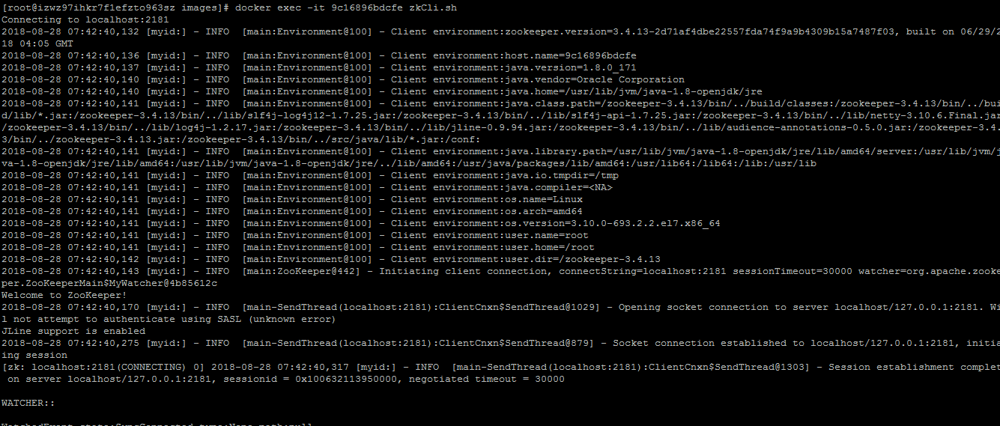 [root@izwz97ihkr7f1efzto963sz images]# docker exec -it 9c16896bdcfe zkCli.sh
Connecting to localhost:2181
2018-08-28 07:42:40,132 [myid:] - INFO  [main:Environment@100] - Client environment:zookeeper.version=3.4.13-2d71af4dbe22557fda74f9a9b4309b15a7487f03, built on 06/29/2
18 04:05 GMT
2018-08-28 07:42:40,136 [myid:] - INFO  [main:Environment@100] - Client environment:host.name=9c16896bdcfe
2018-08-28 07:42:40,137 [myid:] - INFO  [main:Environment@100] - Client environment:java.version=1.8.0_171
2018-08-28 07:42:40,140 [myid:] - INFO  [main:Environment@100] - Client environment:java.vendor=Oracle Corporation
2018-08-28 07:42:40,140 [myid:] - INFO  [main:Environment@100] - Client environment:java.home=/usr/lib/jvm/java-1.8-openjdk/jre
2018-08-28 07:42:40,141 [myid:] - INFO  [main:Environment@100] - Client environment:java.class.path=/zookeeper-3.4.13/bin/../build/classes:/zookeeper-3.4.13/bin/../bui
d/lib/*.jar:/zookeeper-3.4.13/bin/../lib/slf4j-log4j12-1.7.25.jar:/zookeeper-3.4.13/bin/../lib/slf4j-api-1.7.25.jar:/zookeeper-3.4.13/bin/../lib/netty-3.10.6.Final.jar
/zookeeper-3.4.13/bin/../lib/log4j-1.2.17.jar:/zookeeper-3.4.13/bin/../lib/jline-0.9.94.jar:/zookeeper-3.4.13/bin/../lib/audience-annotations-0.5.0.jar:/zookeeper-3.4.
3/bin/../zookeeper-3.4.13.jar:/zookeeper-3.4.13/bin/../src/java/lib/*.jar:/conf:
2018-08-28 07:42:40,141 [myid:] - INFO  [main:Environment@100] - Client environment:java.library.path=/usr/lib/jvm/java-1.8-openjdk/jre/lib/amd64/server:/usr/lib/jvm/j
va-1.8-openjdk/jre/lib/amd64:/usr/lib/jvm/java-1.8-openjdk/jre/../lib/amd64:/usr/java/packages/lib/amd64:/usr/lib64:/lib64:/lib:/usr/lib
2018-08-28 07:42:40,141 [myid:] - INFO  [main:Environment@100] - Client environment:java.io.tmpdir=/tmp
2018-08-28 07:42:40,141 [myid:] - INFO  [main:Environment@100] - Client environment:java.compiler=<NA>
2018-08-28 07:42:40,141 [myid:] - INFO  [main:Environment@100] - Client environment:os.name=Linux
2018-08-28 07:42:40,141 [myid:] - INFO  [main:Environment@100] - Client environment:os.arch=amd64
2018-08-28 07:42:40,141 [myid:] - INFO  [main:Environment@100] - Client environment:os.version=3.10.0-693.2.2.el7.x86_64
2018-08-28 07:42:40,141 [myid:] - INFO  [main:Environment@100] - Client environment:user.name=root
2018-08-28 07:42:40,141 [myid:] - INFO  [main:Environment@100] - Client environment:user.home=/root
2018-08-28 07:42:40,142 [myid:] - INFO  [main:Environment@100] - Client environment:user.dir=/zookeeper-3.4.13
2018-08-28 07:42:40,143 [myid:] - INFO  [main:ZooKeeper@442] - Initiating client connection, connectString=localhost:2181 sessionTimeout=30000 watcher=org.apache.zooke
per.ZooKeeperMain$MyWatcher@4b85612c
Welcome to ZooKeeper!
2018-08-28 07:42:40,170 [myid:] - INFO  [main-SendThread(localhost:2181):ClientCnxn$SendThread@1029] - Opening socket connection to server localhost/127.0.0.1:2181. Wi
l not attempt to authenticate using SASL (unknown error)
JLine support is enabled
2018-08-28 07:42:40,275 [myid:] - INFO  [main-SendThread(localhost:2181):ClientCnxn$SendThread@879] - Socket connection established to localhost/127.0.0.1:2181, initia
ing session
[zk: localhost:2181(CONNECTING) 0] 2018-08-28 07:42:40,317 [myid:] - INFO  [main-SendThread(localhost:2181):ClientCnxn$SendThread@1303] - Session establishment complet
 on server localhost/127.0.0.1:2181, sessionid = 0x100632113950000, negotiated timeout = 30000
WATCHER::
WatchedEvent state:SyncConnected type:None path:null